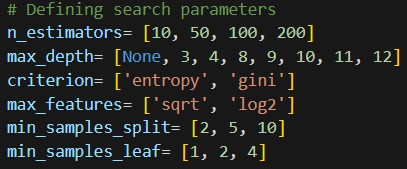 # Defining search parameters
n_estimators= [10, 50, 100, 200]
max_depth= [None, 3, 4, 8, 9, 10, 11, 12]
criterion= ['entropy', 'gini']
max_features= ['sqrt', 'log2']
min_samples_split= [2, 5, 10]
min_samples_leaf= [1, 2, 4]